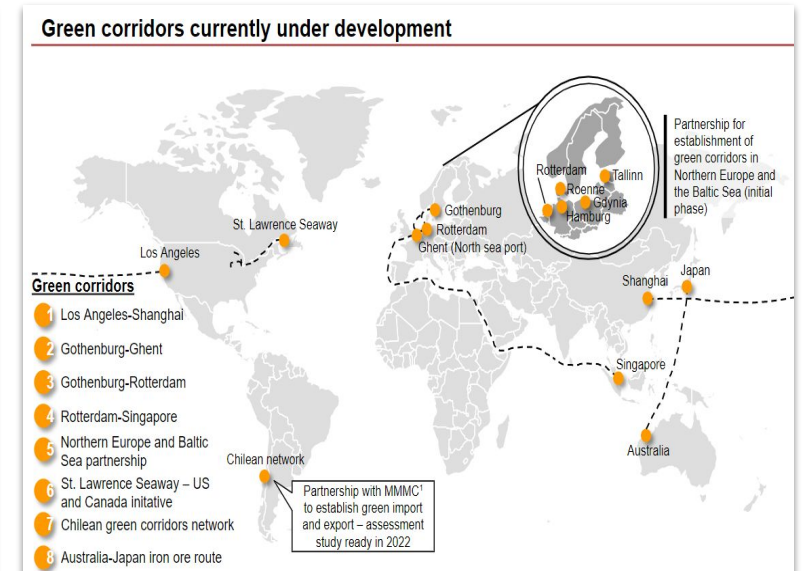 Green corridors currently under development
Partnership for
establishment of
green corridors in
Northern Europe and
the Baltic Sea (initial
phase)
Rotterdam
Tallinn
Roenne
Gdynia
Hamburg
Gothenburg
Rotterdam
Ghent (North sea port)
St. Lawrence Seaway
Los Angeles
Shanghai
Japan
Singapore
Australia
Chilean network
Partnership with MMMC¹
to establish green import
and export – assessment
study ready in 2022
Green corridors
1 Los Angeles-Shanghai
2 Gothenburg-Ghent
3 Gothenburg-Rotterdam
4 Rotterdam-Singapore
5 Northern Europe and Baltic
Sea partnership
6 St. Lawrence Seaway – US
and Canada initative
7 Chilean green corridors network
8 Australia-Japan iron ore route